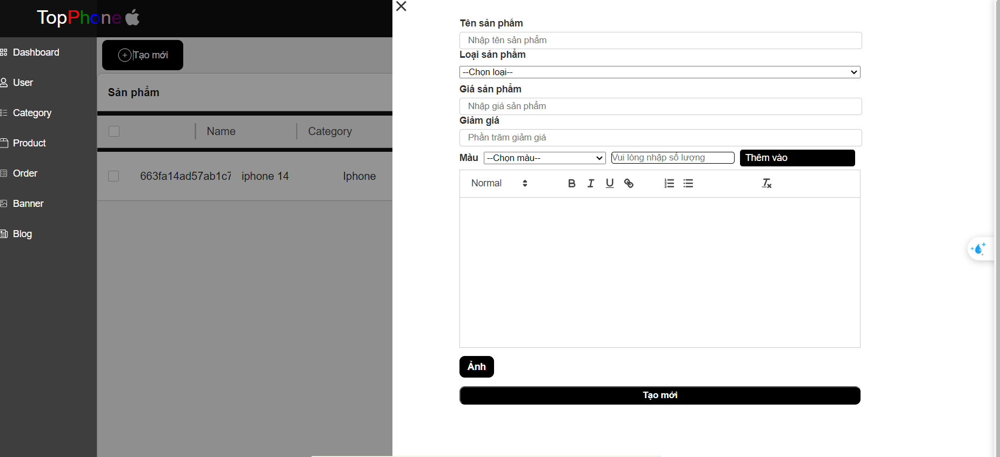 TopPhone
Dashboard
User
Category
Product
Order
Banner
Blog
Tạo mới
Sản phẩm
Name
Category
663fa14ad57ab1c7
iphone 14
Iphone
Tên sản phẩm
Nhập tên sản phẩm
Loại sản phẩm
--Chọn loại--
Giá sản phẩm
Nhập giá sản phẩm
Giảm giá
Phần trăm giảm giá
Màu --Chọn màu-- Vui lòng nhập số lượng Thêm vào
Normal
Ảnh
Tạo mới